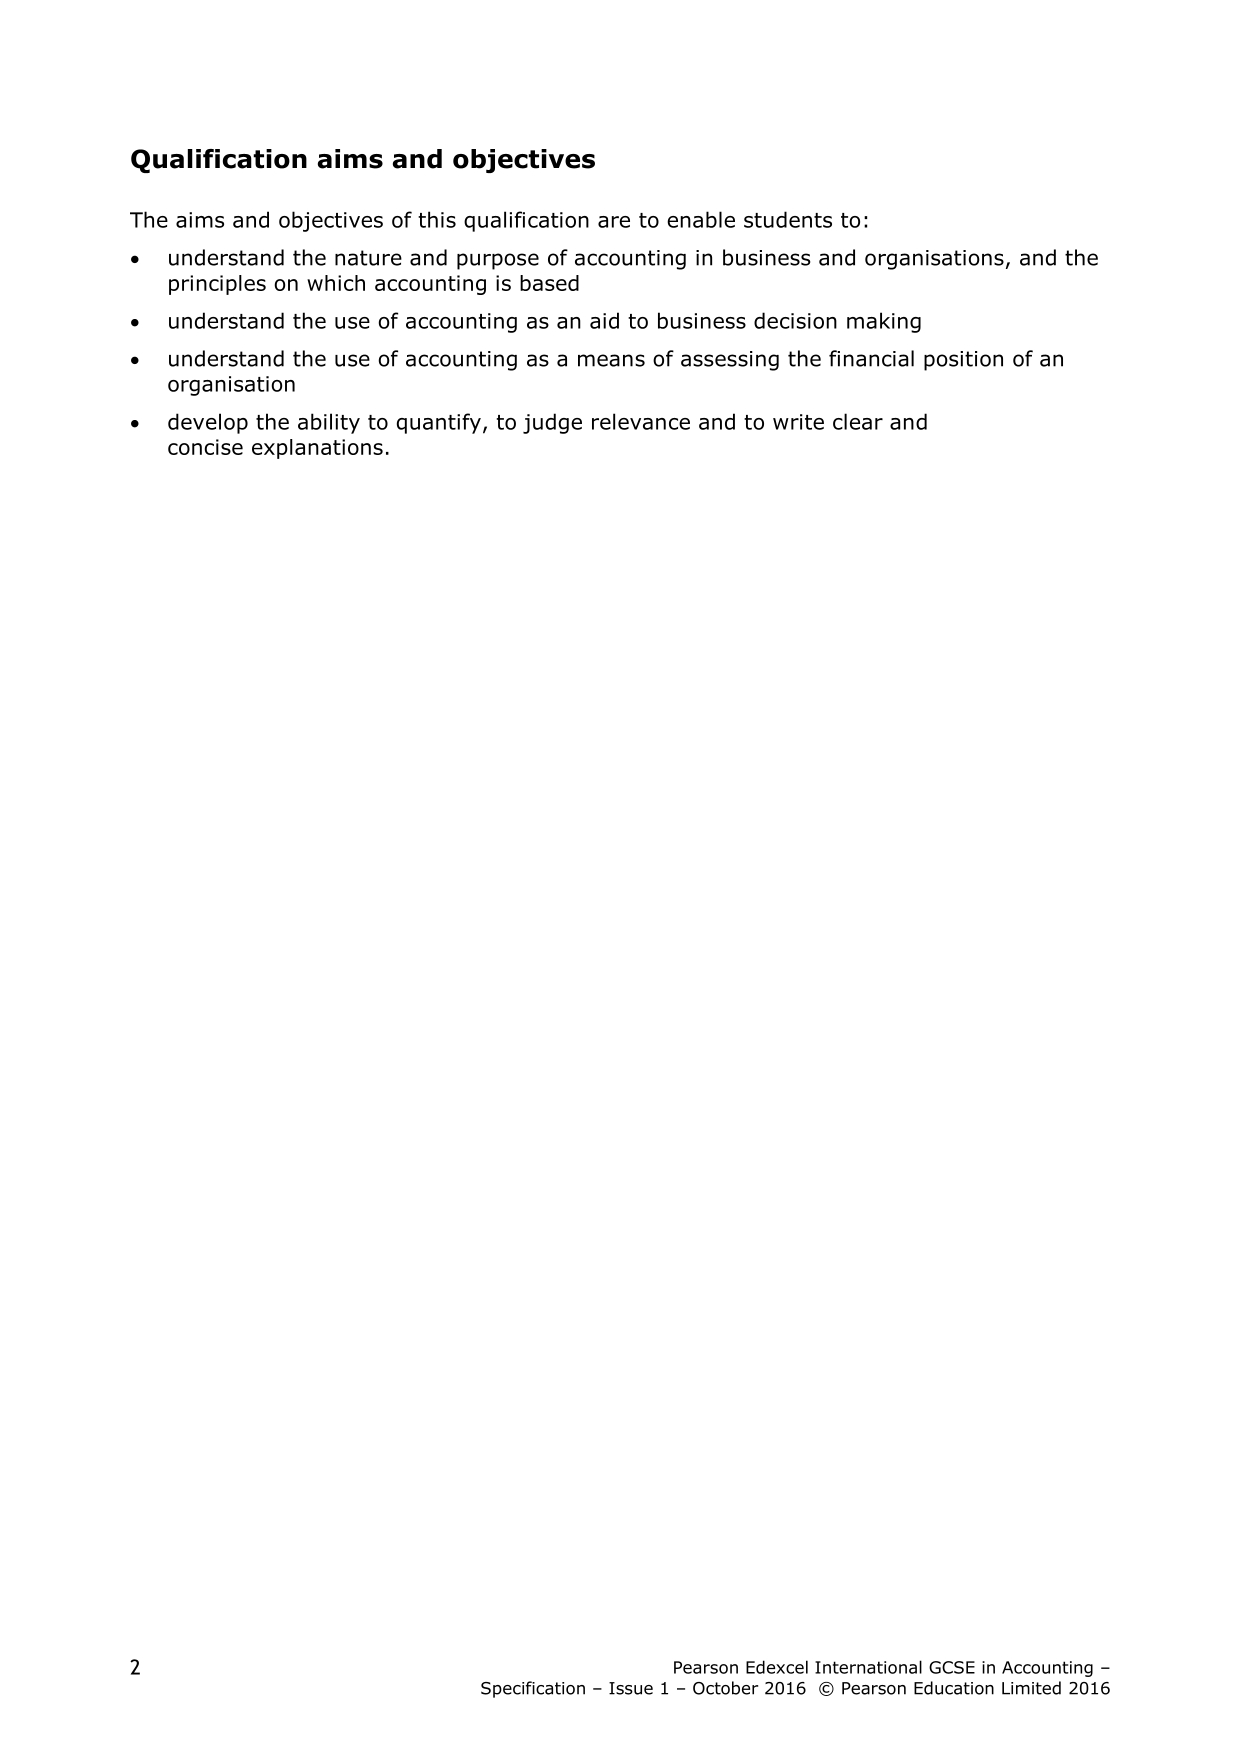 Qualification aims and objectives
The aims and objectives of this qualification are to enable students to:
• understand the nature and purpose of accounting in business and organisations, and the
principles on which accounting is based
• understand the use of accounting as an aid to business decision making
• understand the use of accounting as a means of assessing the financial position of an
organisation
• develop the ability to quantify, to judge relevance and to write clear and
concise explanations.
2
Pearson Edexcel International GCSE in Accounting –
Specification – Issue 1 – October 2016 © Pearson Education Limited 2016